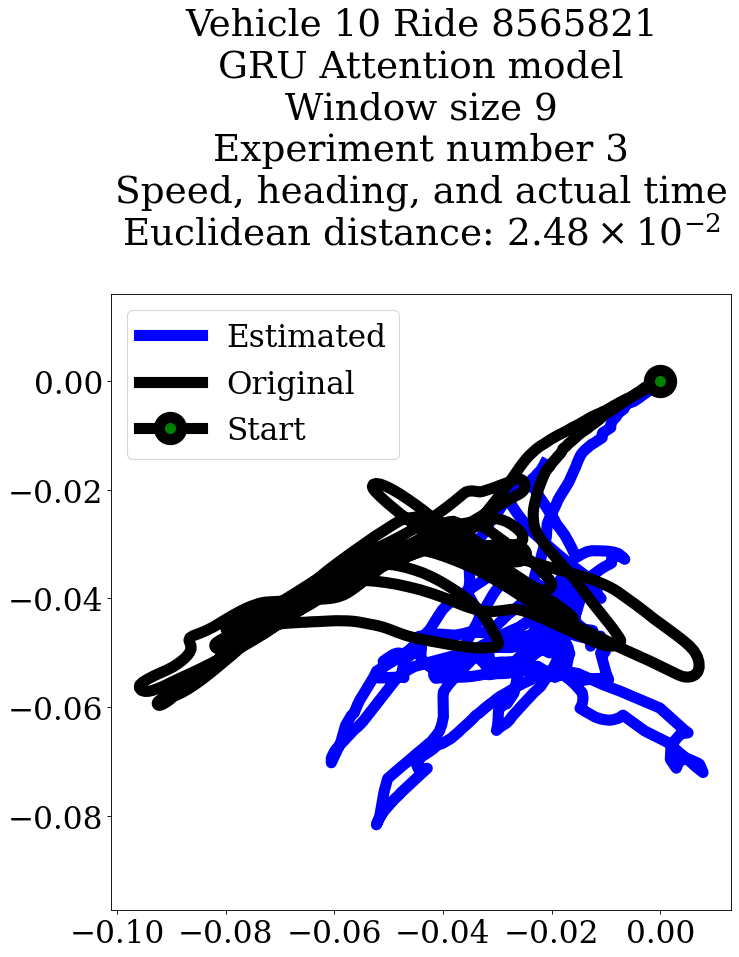 Vehicle 10 Ride 8565821
GRU Attention model
Window size 9
Experiment number 3
Speed, heading, and actual time
Euclidean distance: 2.48 × 10⁻²
Estimated
Original
Start
0.00
−0.02
−0.04
−0.06
−0.08
−0.10 −0.08 −0.06 −0.04 −0.02 0.00